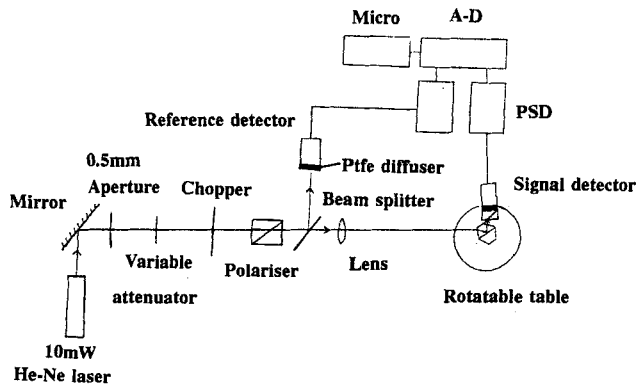 Micro
A-D
Reference detector
PSD
Ptfe diffuser
0.5mm
Aperture
Chopper
Signal detector
Mirror
Beam splitter
Variable
attenuator
Polariser
Lens
Rotatable table
10mW
He-Ne laser